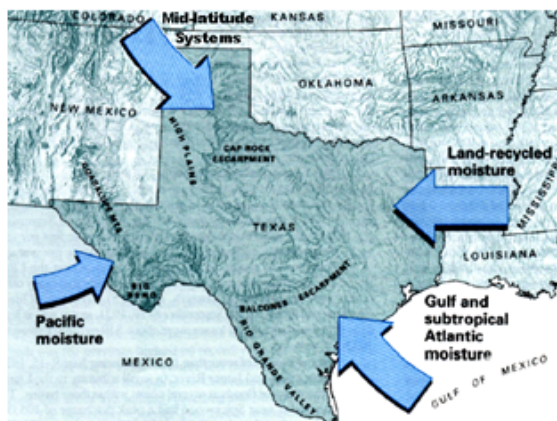 COLORADO
Mid-latitude
Systems
KANSAS
MISSOURI
OKLAHOMA
ARKANSAS
NEW MEXICO
HIGH PLAINS
CAP ROCK
ESCARPMENT
Land-recycled
moisture
MISSISSIPPI
GUADALUPE MTS
TEXAS
LOUISIANA
BIG
BEND
BALCONES ESCARPMENT
Pacific
moisture
Gulf and
subtropical
Atlantic
moisture
RIO GRANDE VALLEY
MEXICO
GULF OF MEXICO